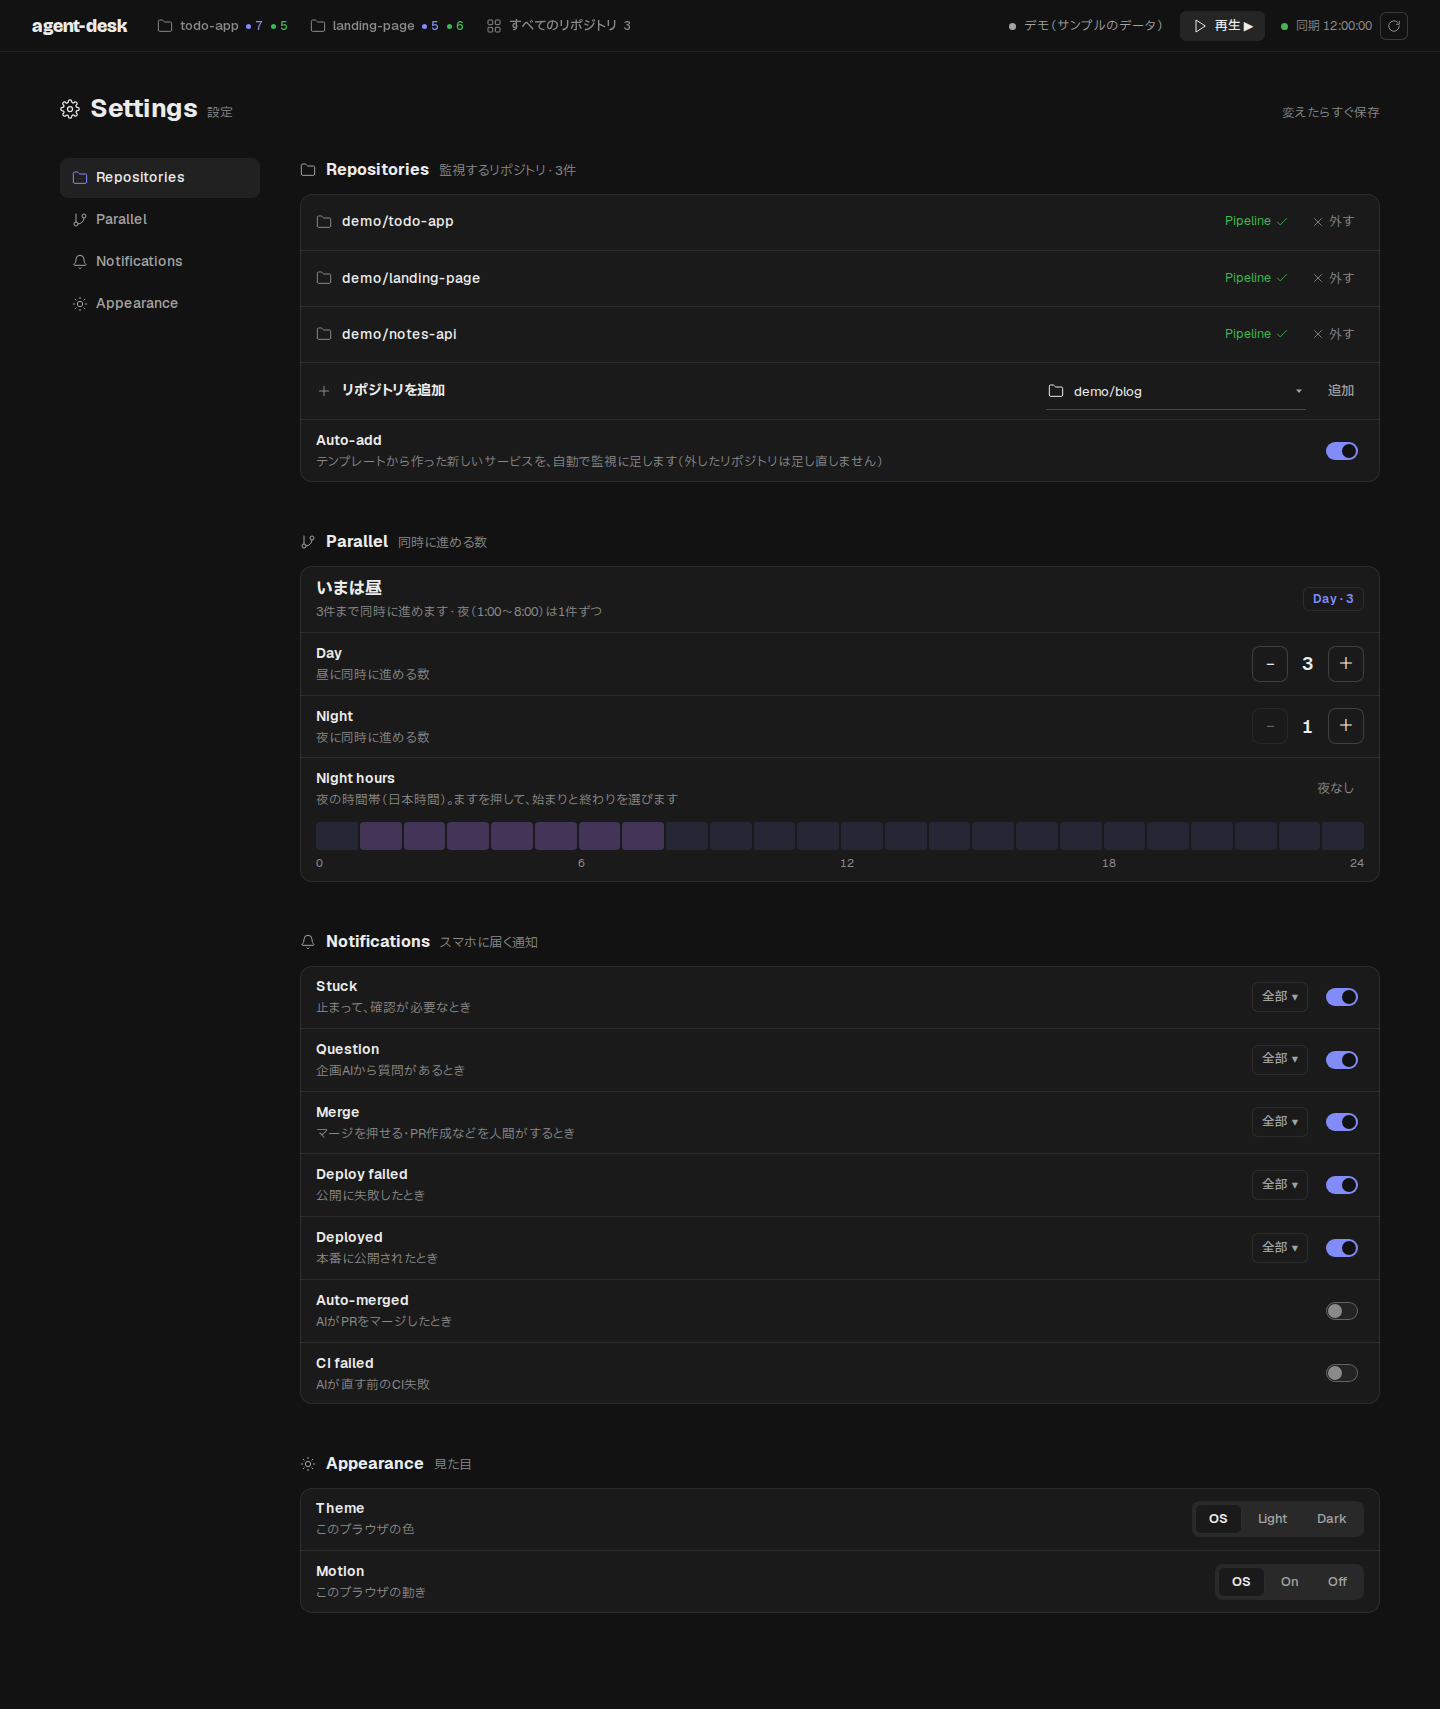 agent-desk
todo-app 7 5
landing-page 5 6
すべてのリポジトリ 3
デモ（サンプルのデータ）
再生 ▶
同期 12:00:00
Settings 設定
変えたらすぐ保存
Repositories
Parallel
Notifications
Appearance
Repositories 監視するリポジトリ · 3件
demo/todo-app
Pipeline ✓
× 外す
demo/landing-page
Pipeline ✓
× 外す
demo/notes-api
Pipeline ✓
× 外す
+ リポジトリを追加
demo/blog
追加
Auto-add
テンプレートから作った新しいサービスを、自動で監視に足します（外したリポジトリは足し直しません）
Parallel 同時に進める数
いまは昼
3件まで同時に進めます · 夜（1:00〜8:00）は1件ずつ
Day · 3
Day
昼に同時に進める数
− 3 +
Night
夜に同時に進める数
− 1 +
Night hours
夜の時間帯（日本時間）。ますを押して、始まりと終わりを選びます
夜なし
0 6 12 18 24
Notifications スマホに届く通知
Stuck
止まって、確認が必要なとき
全部 ▾
Question
企画AIから質問があるとき
全部 ▾
Merge
マージを押せる・PR作成などを人間がするとき
全部 ▾
Deploy failed
公開に失敗したとき
全部 ▾
Deployed
本番に公開されたとき
全部 ▾
Auto-merged
AIがPRをマージしたとき
CI failed
AIが直す前のCI失敗
Appearance 見た目
Theme
このブラウザの色
OS Light Dark
Motion
このブラウザの動き
OS On Off